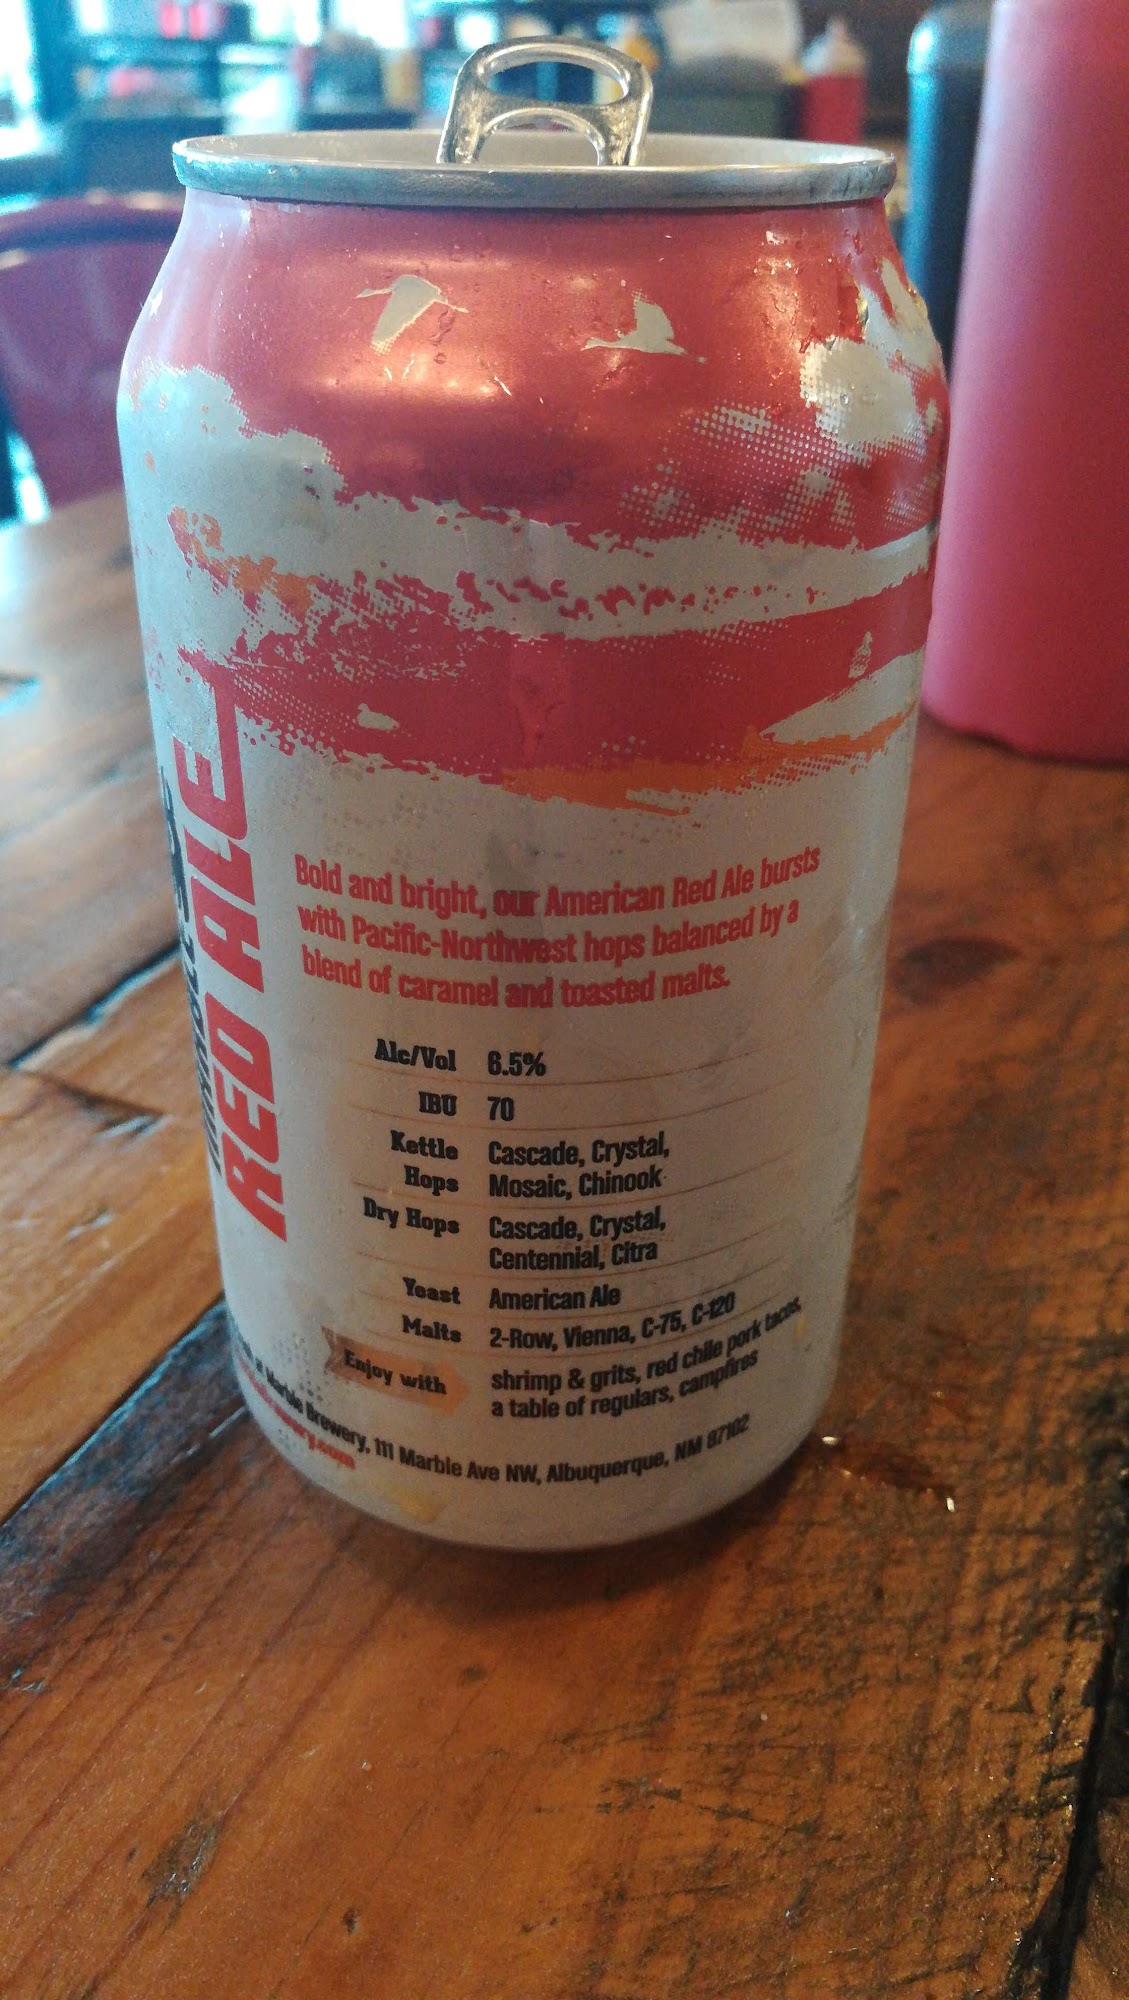 RED ALE
Bold and bright, our American Red Ale bursts
with Pacific-Northwest hops balanced by a
blend of caramel and toasted malts.
Alc/Vol 6.5%
IBU 70
Kettle Cascade, Crystal,
Hops Mosaic, Chinook
Dry Hops Cascade, Crystal,
Centennial, Citra
Yeast American Ale
Malts 2-Row, Vienna, C-75, C-120
Enjoy with shrimp & grits, red chile pork tacos,
a table of regulars, campfires
Marble Brewery, 111 Marble Ave NW, Albuquerque, NM 87102